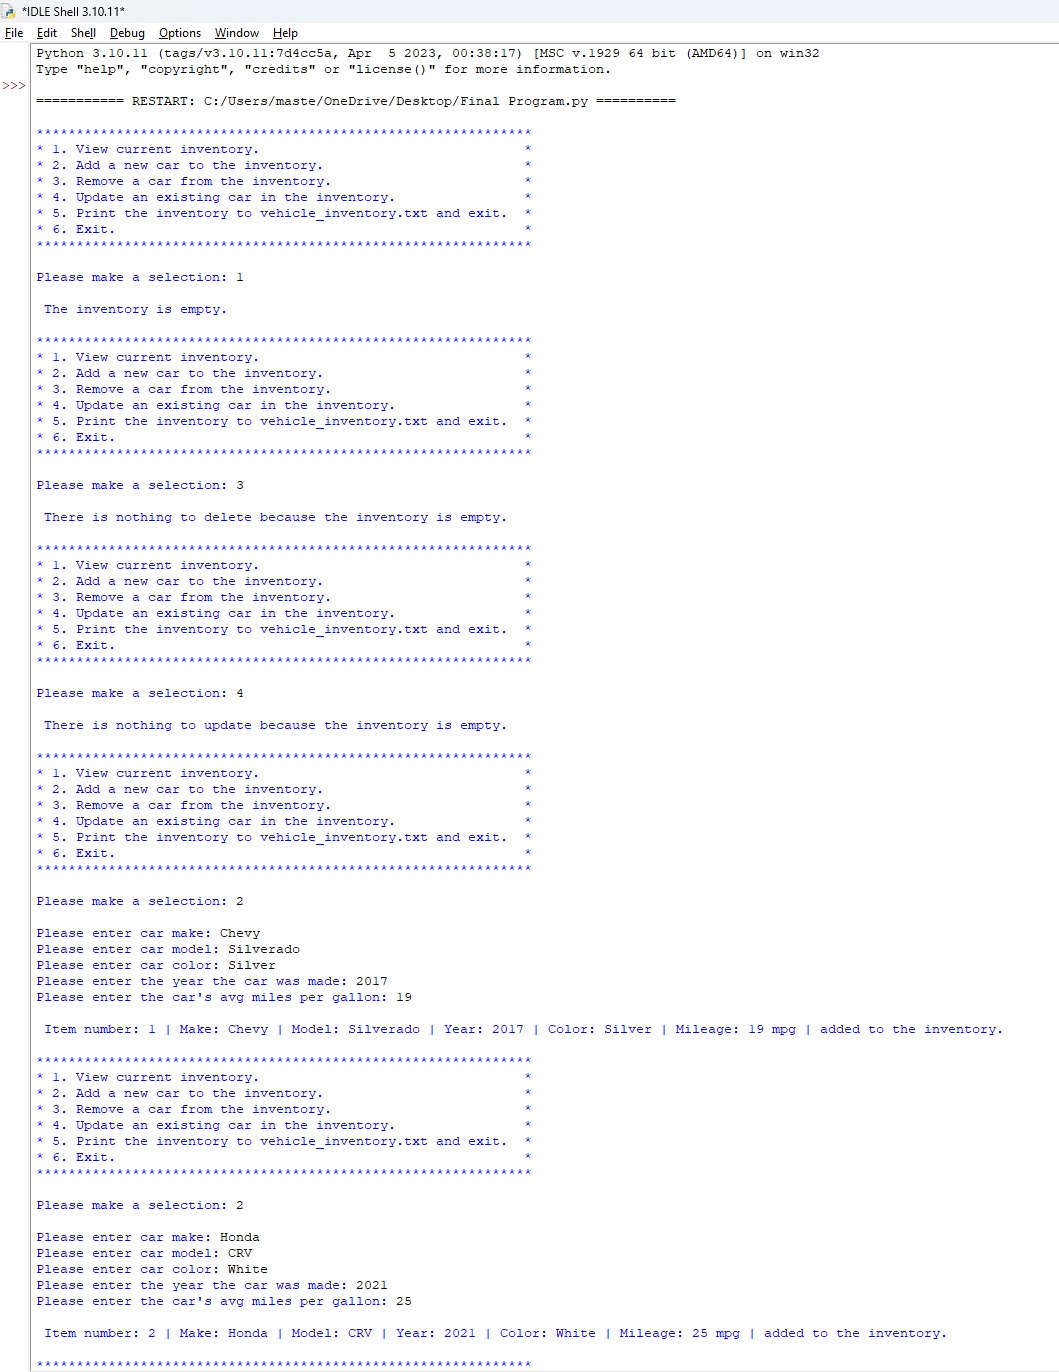 *IDLE Shell 3.10.11*
File Edit Shell Debug Options Window Help
Python 3.10.11 (tags/v3.10.11:7d4cc5a, Apr  5 2023, 00:38:17) [MSC v.1929 64 bit (AMD64)] on win32
Type "help", "copyright", "credits" or "license()" for more information.
>>>
=========== RESTART: C:/Users/maste/OneDrive/Desktop/Final Program.py ==========
**************************************************************
* 1. View current inventory.                                 *
* 2. Add a new car to the inventory.                         *
* 3. Remove a car from the inventory.                        *
* 4. Update an existing car in the inventory.                *
* 5. Print the inventory to vehicle_inventory.txt and exit.  *
* 6. Exit.                                                   *
**************************************************************
Please make a selection: 1
The inventory is empty.
**************************************************************
* 1. View current inventory.                                 *
* 2. Add a new car to the inventory.                         *
* 3. Remove a car from the inventory.                        *
* 4. Update an existing car in the inventory.                *
* 5. Print the inventory to vehicle_inventory.txt and exit.  *
* 6. Exit.                                                   *
**************************************************************
Please make a selection: 3
There is nothing to delete because the inventory is empty.
**************************************************************
* 1. View current inventory.                                 *
* 2. Add a new car to the inventory.                         *
* 3. Remove a car from the inventory.                        *
* 4. Update an existing car in the inventory.                *
* 5. Print the inventory to vehicle_inventory.txt and exit.  *
* 6. Exit.                                                   *
**************************************************************
Please make a selection: 4
There is nothing to update because the inventory is empty.
**************************************************************
* 1. View current inventory.                                 *
* 2. Add a new car to the inventory.                         *
* 3. Remove a car from the inventory.                        *
* 4. Update an existing car in the inventory.                *
* 5. Print the inventory to vehicle_inventory.txt and exit.  *
* 6. Exit.                                                   *
**************************************************************
Please make a selection: 2
Please enter car make: Chevy
Please enter car model: Silverado
Please enter car color: Silver
Please enter the year the car was made: 2017
Please enter the car's avg miles per gallon: 19
Item number: 1 | Make: Chevy | Model: Silverado | Year: 2017 | Color: Silver | Mileage: 19 mpg | added to the inventory.
**************************************************************
* 1. View current inventory.                                 *
* 2. Add a new car to the inventory.                         *
* 3. Remove a car from the inventory.                        *
* 4. Update an existing car in the inventory.                *
* 5. Print the inventory to vehicle_inventory.txt and exit.  *
* 6. Exit.                                                   *
**************************************************************
Please make a selection: 2
Please enter car make: Honda
Please enter car model: CRV
Please enter car color: White
Please enter the year the car was made: 2021
Please enter the car's avg miles per gallon: 25
Item number: 2 | Make: Honda | Model: CRV | Year: 2021 | Color: White | Mileage: 25 mpg | added to the inventory.
**************************************************************